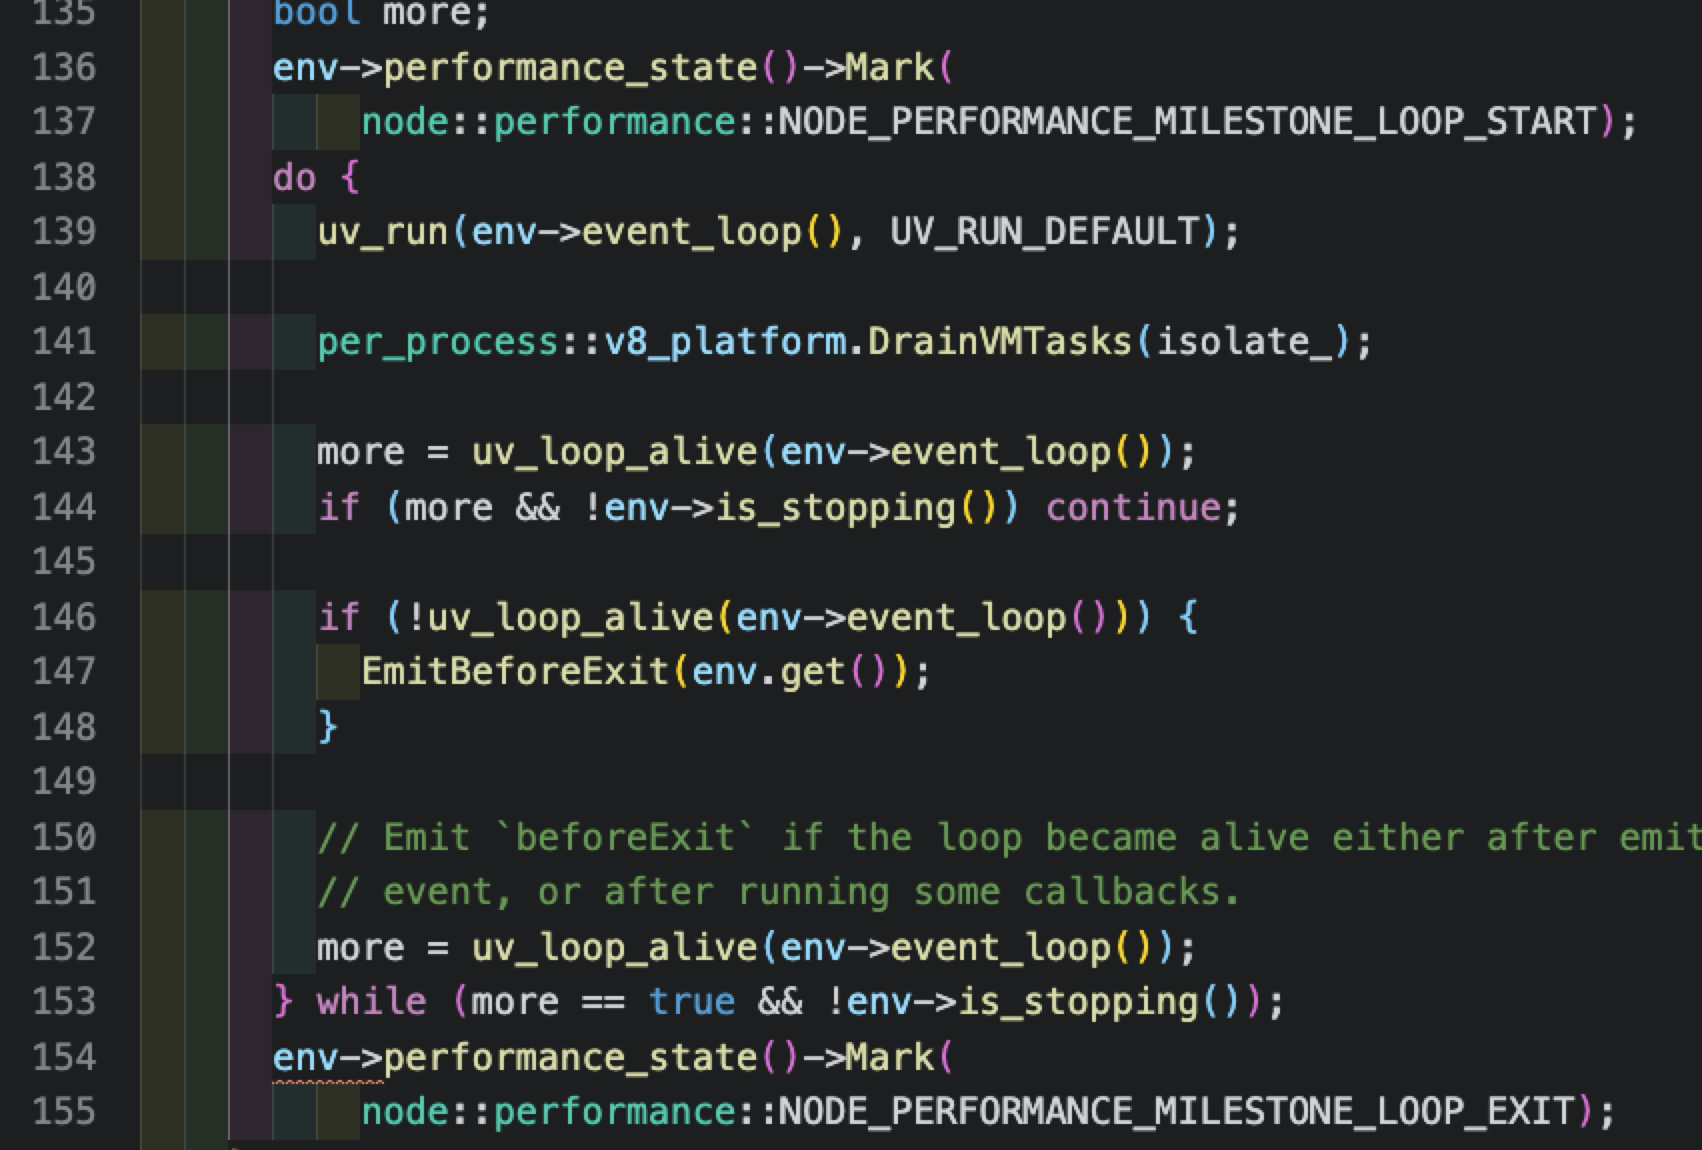 135 bool more;
136 env->performance_state()->Mark(
137 node::performance::NODE_PERFORMANCE_MILESTONE_LOOP_START);
138 do {
139 uv_run(env->event_loop(), UV_RUN_DEFAULT);
140
141 per_process::v8_platform.DrainVMTasks(isolate_);
142
143 more = uv_loop_alive(env->event_loop());
144 if (more && !env->is_stopping()) continue;
145
146 if (!uv_loop_alive(env->event_loop())) {
147 EmitBeforeExit(env.get());
148 }
149
150 // Emit `beforeExit` if the loop became alive either after emit
151 // event, or after running some callbacks.
152 more = uv_loop_alive(env->event_loop());
153 } while (more == true && !env->is_stopping());
154 env->performance_state()->Mark(
155 node::performance::NODE_PERFORMANCE_MILESTONE_LOOP_EXIT);